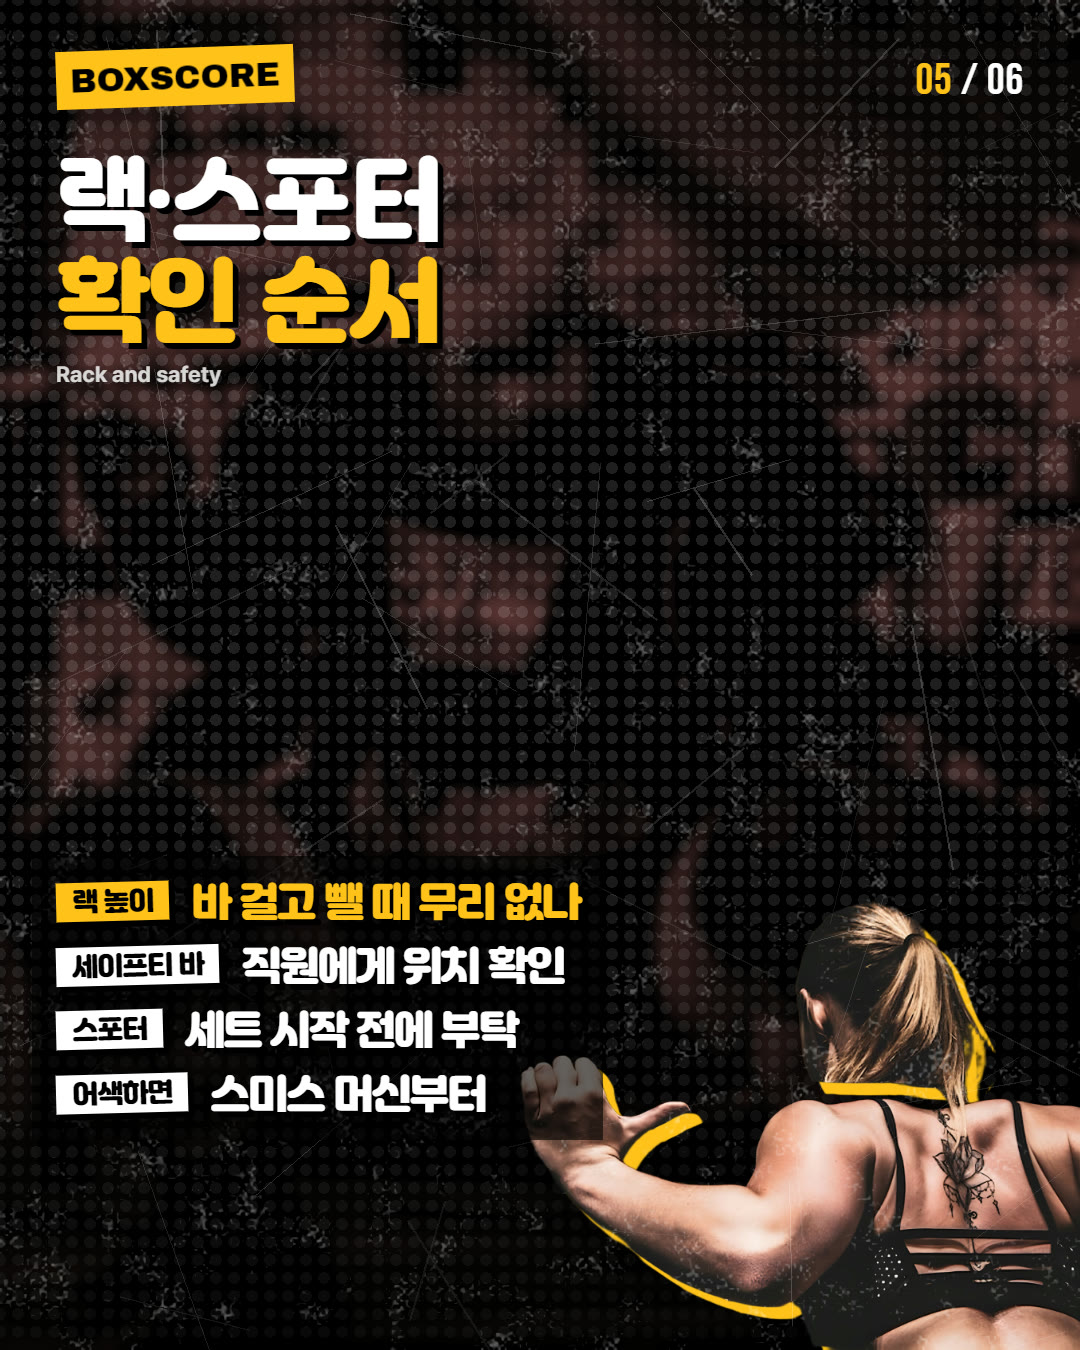 BOXSCORE
05 / 06
랙·스포터
확인 순서
Rack and safety
랙 높이 바 걸고 뺄 때 무리 없나
세이프티 바 직원에게 위치 확인
스포터 세트 시작 전에 부탁
어색하면 스미스 머신부터